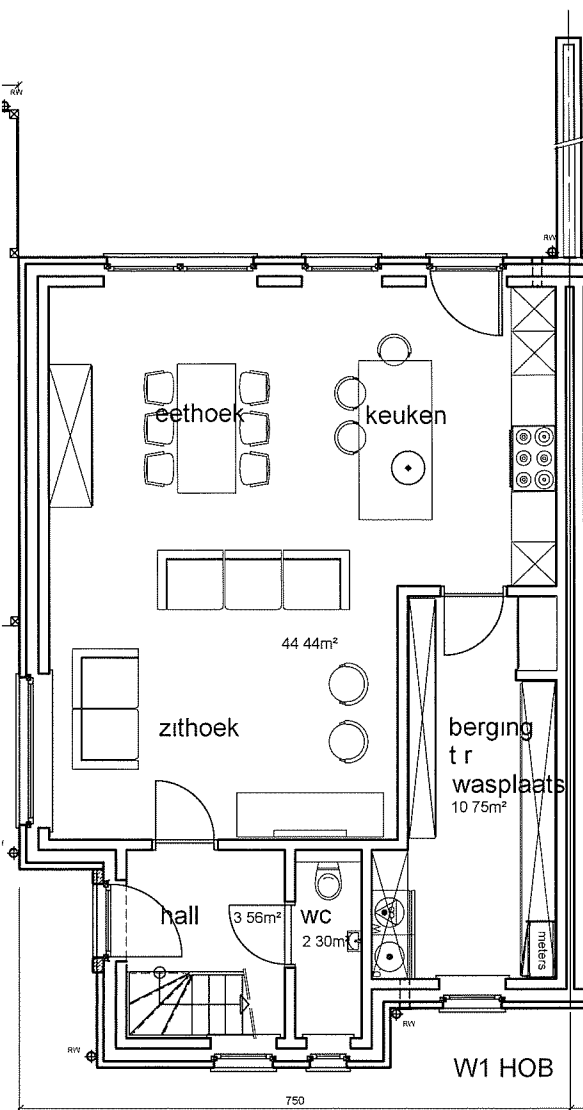 RW
RW
eethoek
keuken
44 44m²
zithoek
berging
t r
wasplaats
10 75m²
hall
3 56m²
wc
2 30m²
W
D
meters
RW
RW
W1 HOB
750